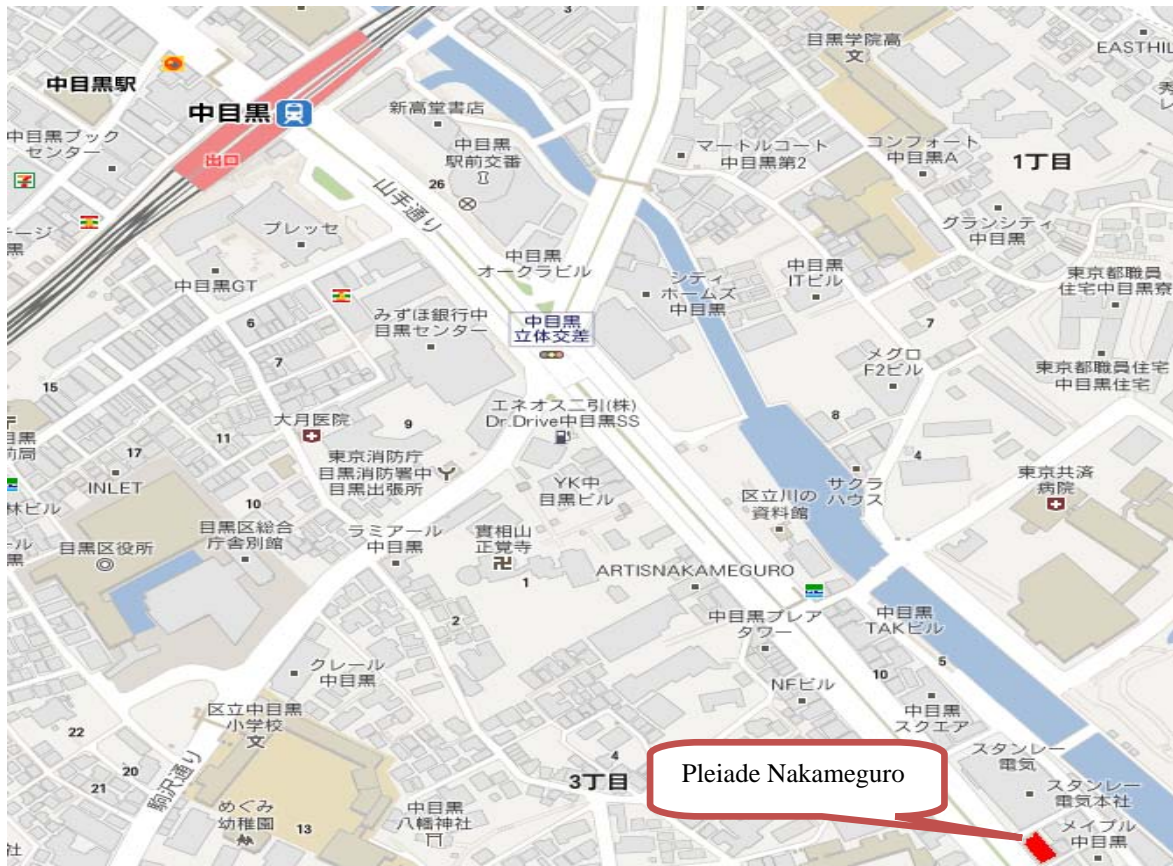 3
目黒学院高
文
EASTHIL
中目黒駅
中目黒
新高堂書店
中目黒ブック
センター
出口
中目黒
駅前交番
マートルコート
中目黒第2
コンフォート
中目黒A
1丁目
26
山手通り
グランシティ
中目黒
プレッセ
中目黒
オークラビル
中目黒GT
シティ
ホームズ
中目黒
中目黒
ITビル
東京都職員
住宅中目黒寮
みずほ銀行中
目黒センター
中目黒
立体交差
6
7
7
メグロ
F2ビル
東京都職員住宅
中目黒住宅
15
エネオス二引(株)
Dr.Drive中目黒SS
大月医院
9
8
11
17
東京消防庁
目黒消防署中
目黒出張所
4
INLET
YK中
目黒ビル
サクラ
ハウス
東京共済
病院
林ビル
10
区立川の
資料館
目黒区総合
庁舎別館
ラミアール
中目黒
實相山
正覚寺
目黒区役所
1
ARTISNAKAMEGURO
2
中目黒プレア
タワー
中目黒
TAKビル
クレール
中目黒
5
NFビル
10
区立中目黒
小学校
文
中目黒
スクエア
22
4
スタンレー
電気
20
21
駒沢通り
3丁目
Pleiade Nakameguro
スタンレー
電気本社
めぐみ
幼稚園
13
中目黒
八幡神社
メイプル
中目黒